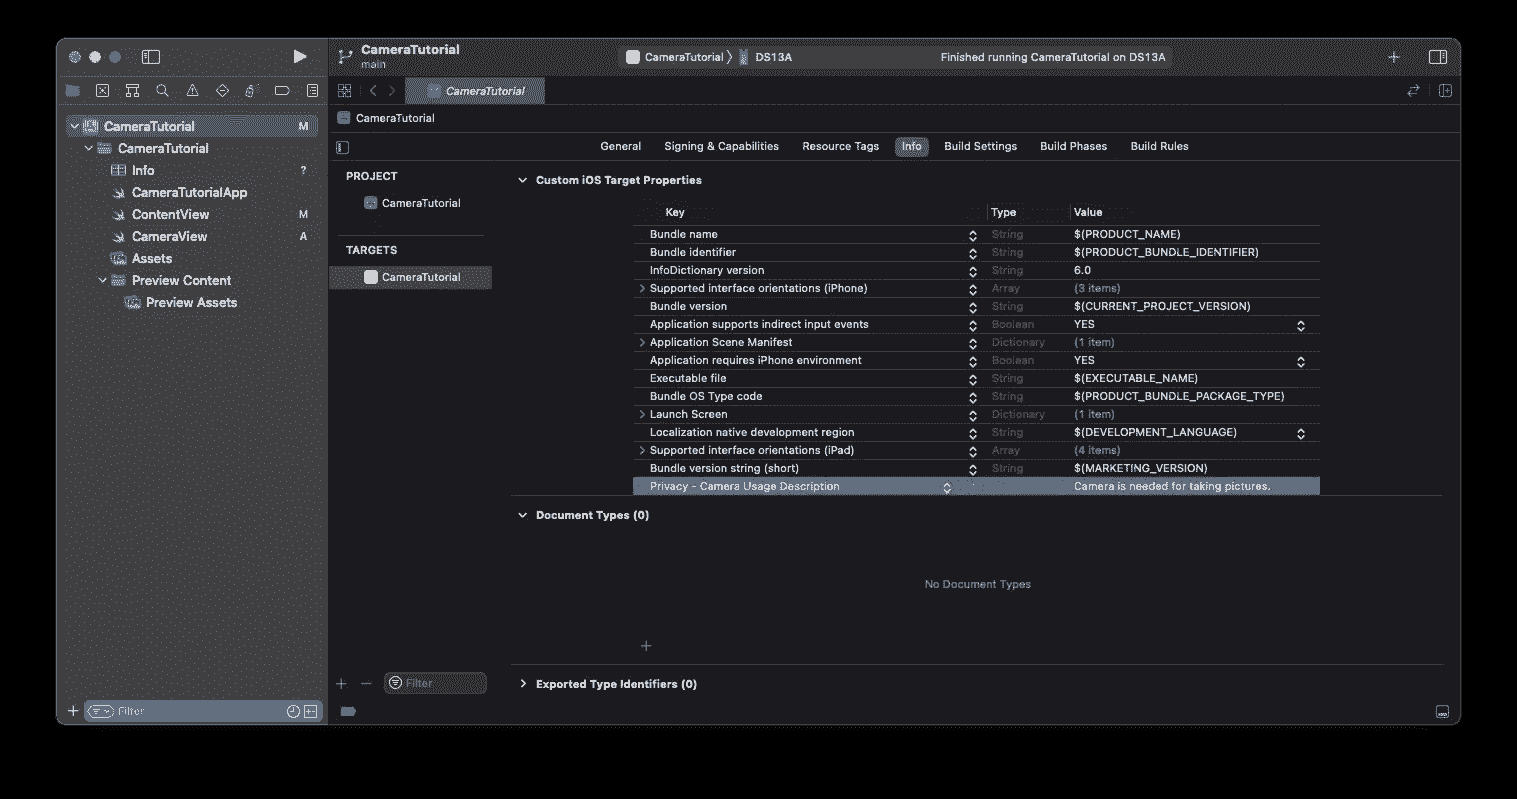 CameraTutorial
main
CameraTutorial
DS13A
Finished running CameraTutorial on DS13A
CameraTutorial
CameraTutorial M
CameraTutorial
Info ?
CameraTutorialApp
ContentView M
CameraView A
Assets
Preview Content
Preview Assets
Filter
CameraTutorial
General Signing & Capabilities Resource Tags Info Build Settings Build Phases Build Rules
PROJECT
CameraTutorial
TARGETS
CameraTutorial
Filter
Custom iOS Target Properties
Key Type Value
Bundle name String $(PRODUCT_NAME)
Bundle identifier String $(PRODUCT_BUNDLE_IDENTIFIER)
InfoDictionary version String 6.0
Supported interface orientations (iPhone) Array (3 items)
Bundle version String $(CURRENT_PROJECT_VERSION)
Application supports indirect input events Boolean YES
Application Scene Manifest Dictionary (1 item)
Application requires iPhone environment Boolean YES
Executable file String $(EXECUTABLE_NAME)
Bundle OS Type code String $(PRODUCT_BUNDLE_PACKAGE_TYPE)
Launch Screen Dictionary (1 item)
Localization native development region String $(DEVELOPMENT_LANGUAGE)
Supported interface orientations (iPad) Array (4 items)
Bundle version string (short) String $(MARKETING_VERSION)
Privacy - Camera Usage Description Camera is needed for taking pictures.
Document Types (0)
No Document Types
Exported Type Identifiers (0)